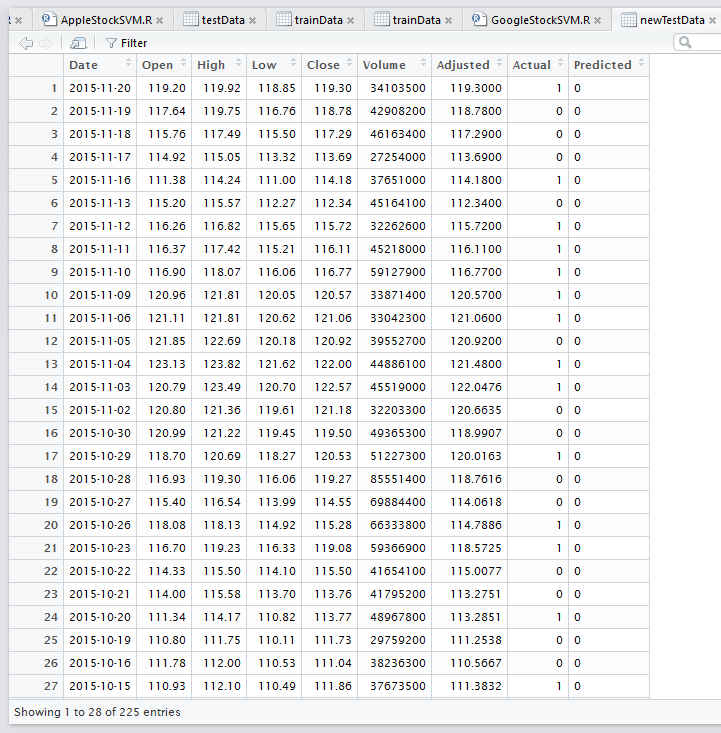 R × AppleStockSVM.R × testData × trainData × trainData × GoogleStockSVM.R × newTestData ×
Filter
Date Open High Low Close Volume Adjusted Actual Predicted
1 2015-11-20 119.20 119.92 118.85 119.30 34103500 119.3000 1 0
2 2015-11-19 117.64 119.75 116.76 118.78 42908200 118.7800 0 0
3 2015-11-18 115.76 117.49 115.50 117.29 46163400 117.2900 0 0
4 2015-11-17 114.92 115.05 113.32 113.69 27254000 113.6900 0 0
5 2015-11-16 111.38 114.24 111.00 114.18 37651000 114.1800 1 0
6 2015-11-13 115.20 115.57 112.27 112.34 45164100 112.3400 0 0
7 2015-11-12 116.26 116.82 115.65 115.72 32262600 115.7200 1 0
8 2015-11-11 116.37 117.42 115.21 116.11 45218000 116.1100 1 0
9 2015-11-10 116.90 118.07 116.06 116.77 59127900 116.7700 1 0
10 2015-11-09 120.96 121.81 120.05 120.57 33871400 120.5700 1 0
11 2015-11-06 121.11 121.81 120.62 121.06 33042300 121.0600 1 0
12 2015-11-05 121.85 122.69 120.18 120.92 39552700 120.9200 0 0
13 2015-11-04 123.13 123.82 121.62 122.00 44886100 121.4800 1 0
14 2015-11-03 120.79 123.49 120.70 122.57 45519000 122.0476 1 0
15 2015-11-02 120.80 121.36 119.61 121.18 32203300 120.6635 0 0
16 2015-10-30 120.99 121.22 119.45 119.50 49365300 118.9907 0 0
17 2015-10-29 118.70 120.69 118.27 120.53 51227300 120.0163 1 0
18 2015-10-28 116.93 119.30 116.06 119.27 85551400 118.7616 0 0
19 2015-10-27 115.40 116.54 113.99 114.55 69884400 114.0618 0 0
20 2015-10-26 118.08 118.13 114.92 115.28 66333800 114.7886 1 0
21 2015-10-23 116.70 119.23 116.33 119.08 59366900 118.5725 1 0
22 2015-10-22 114.33 115.50 114.10 115.50 41654100 115.0077 0 0
23 2015-10-21 114.00 115.58 113.70 113.76 41795200 113.2751 0 0
24 2015-10-20 111.34 114.17 110.82 113.77 48967800 113.2851 1 0
25 2015-10-19 110.80 111.75 110.11 111.73 29759200 111.2538 0 0
26 2015-10-16 111.78 112.00 110.53 111.04 38236300 110.5667 0 0
27 2015-10-15 110.93 112.10 110.49 111.86 37673500 111.3832 1 0
Showing 1 to 28 of 225 entries